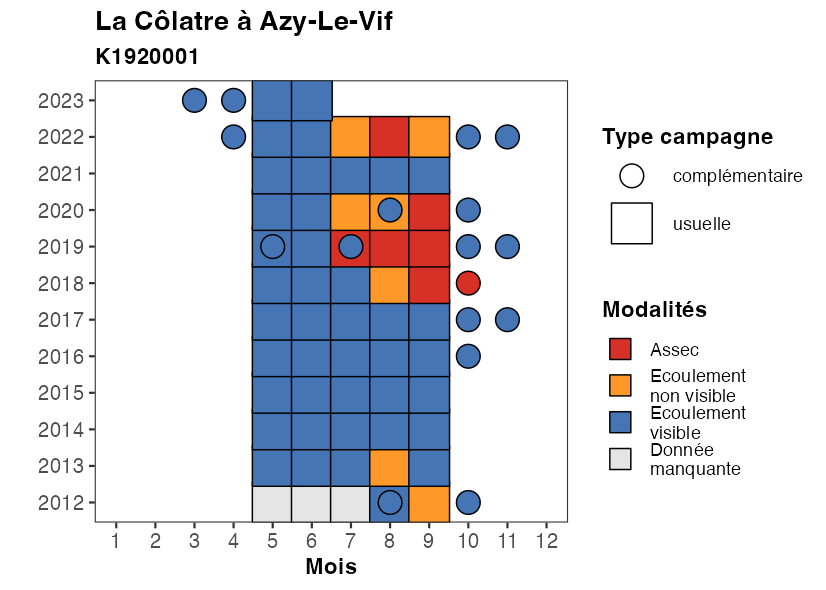 La Côlatre à Azy-Le-Vif
K1920001
2023
2022
2021
2020
2019
2018
2017
2016
2015
2014
2013
2012
1 2 3 4 5 6 7 8 9 10 11 12
Mois
Type campagne
complémentaire
usuelle
Modalités
Assec
Ecoulement
non visible
Ecoulement
visible
Donnée
manquante